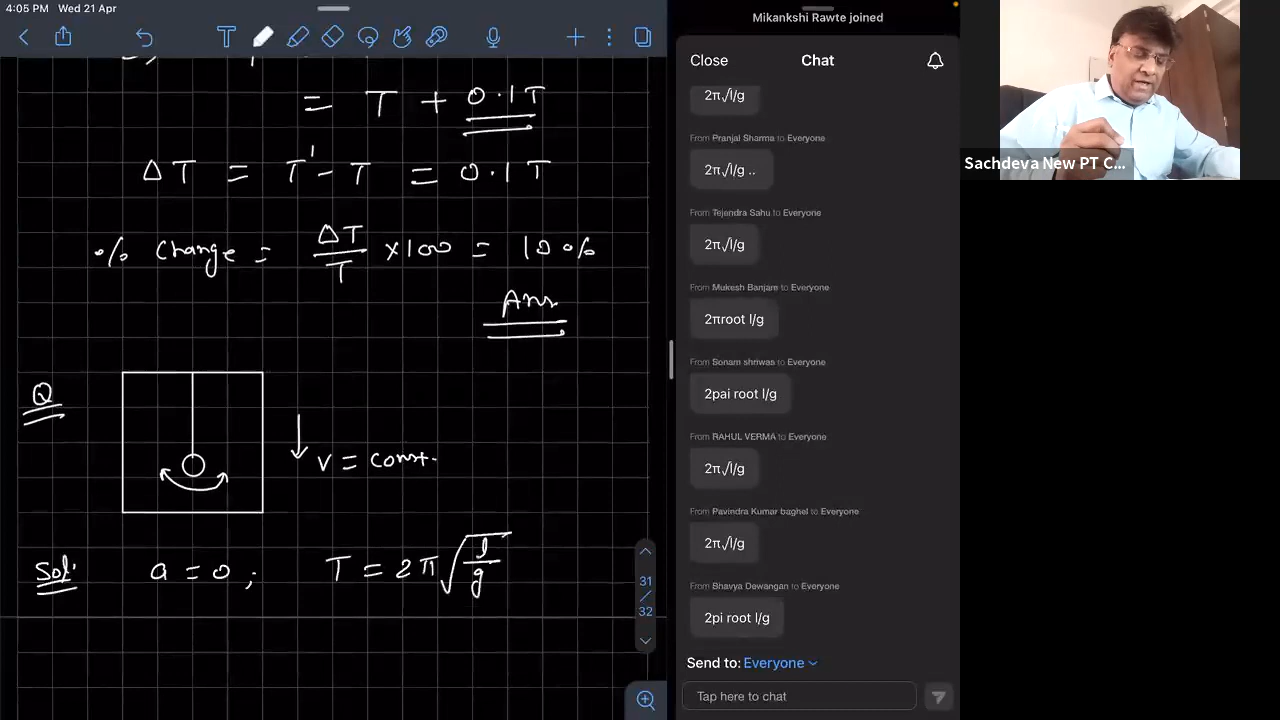 4:05 PM Wed 21 Apr
= T + 0.1T
ΔT = T' - T = 0.1T
% Change = ΔT/T ×100 = 10%
Ans
Q
v = const.
Sol: a = 0 ; T = 2π√(l/g)
31
/
32
Mikankshi Rawte joined
Close Chat
2π√l/g
From Pranjal Sharma to Everyone
2π√l/g ..
From Tejendra Sahu to Everyone
2π√l/g
From Mukesh Banjare to Everyone
2πroot l/g
From Sonam shriwas to Everyone
2pai root l/g
From RAHUL VERMA to Everyone
2π√l/g
From Pavindra Kumar baghel to Everyone
2π√l/g
From Bhavya Dewangan to Everyone
2pi root l/g
Send to: Everyone
Tap here to chat
Sachdeva New PT C...